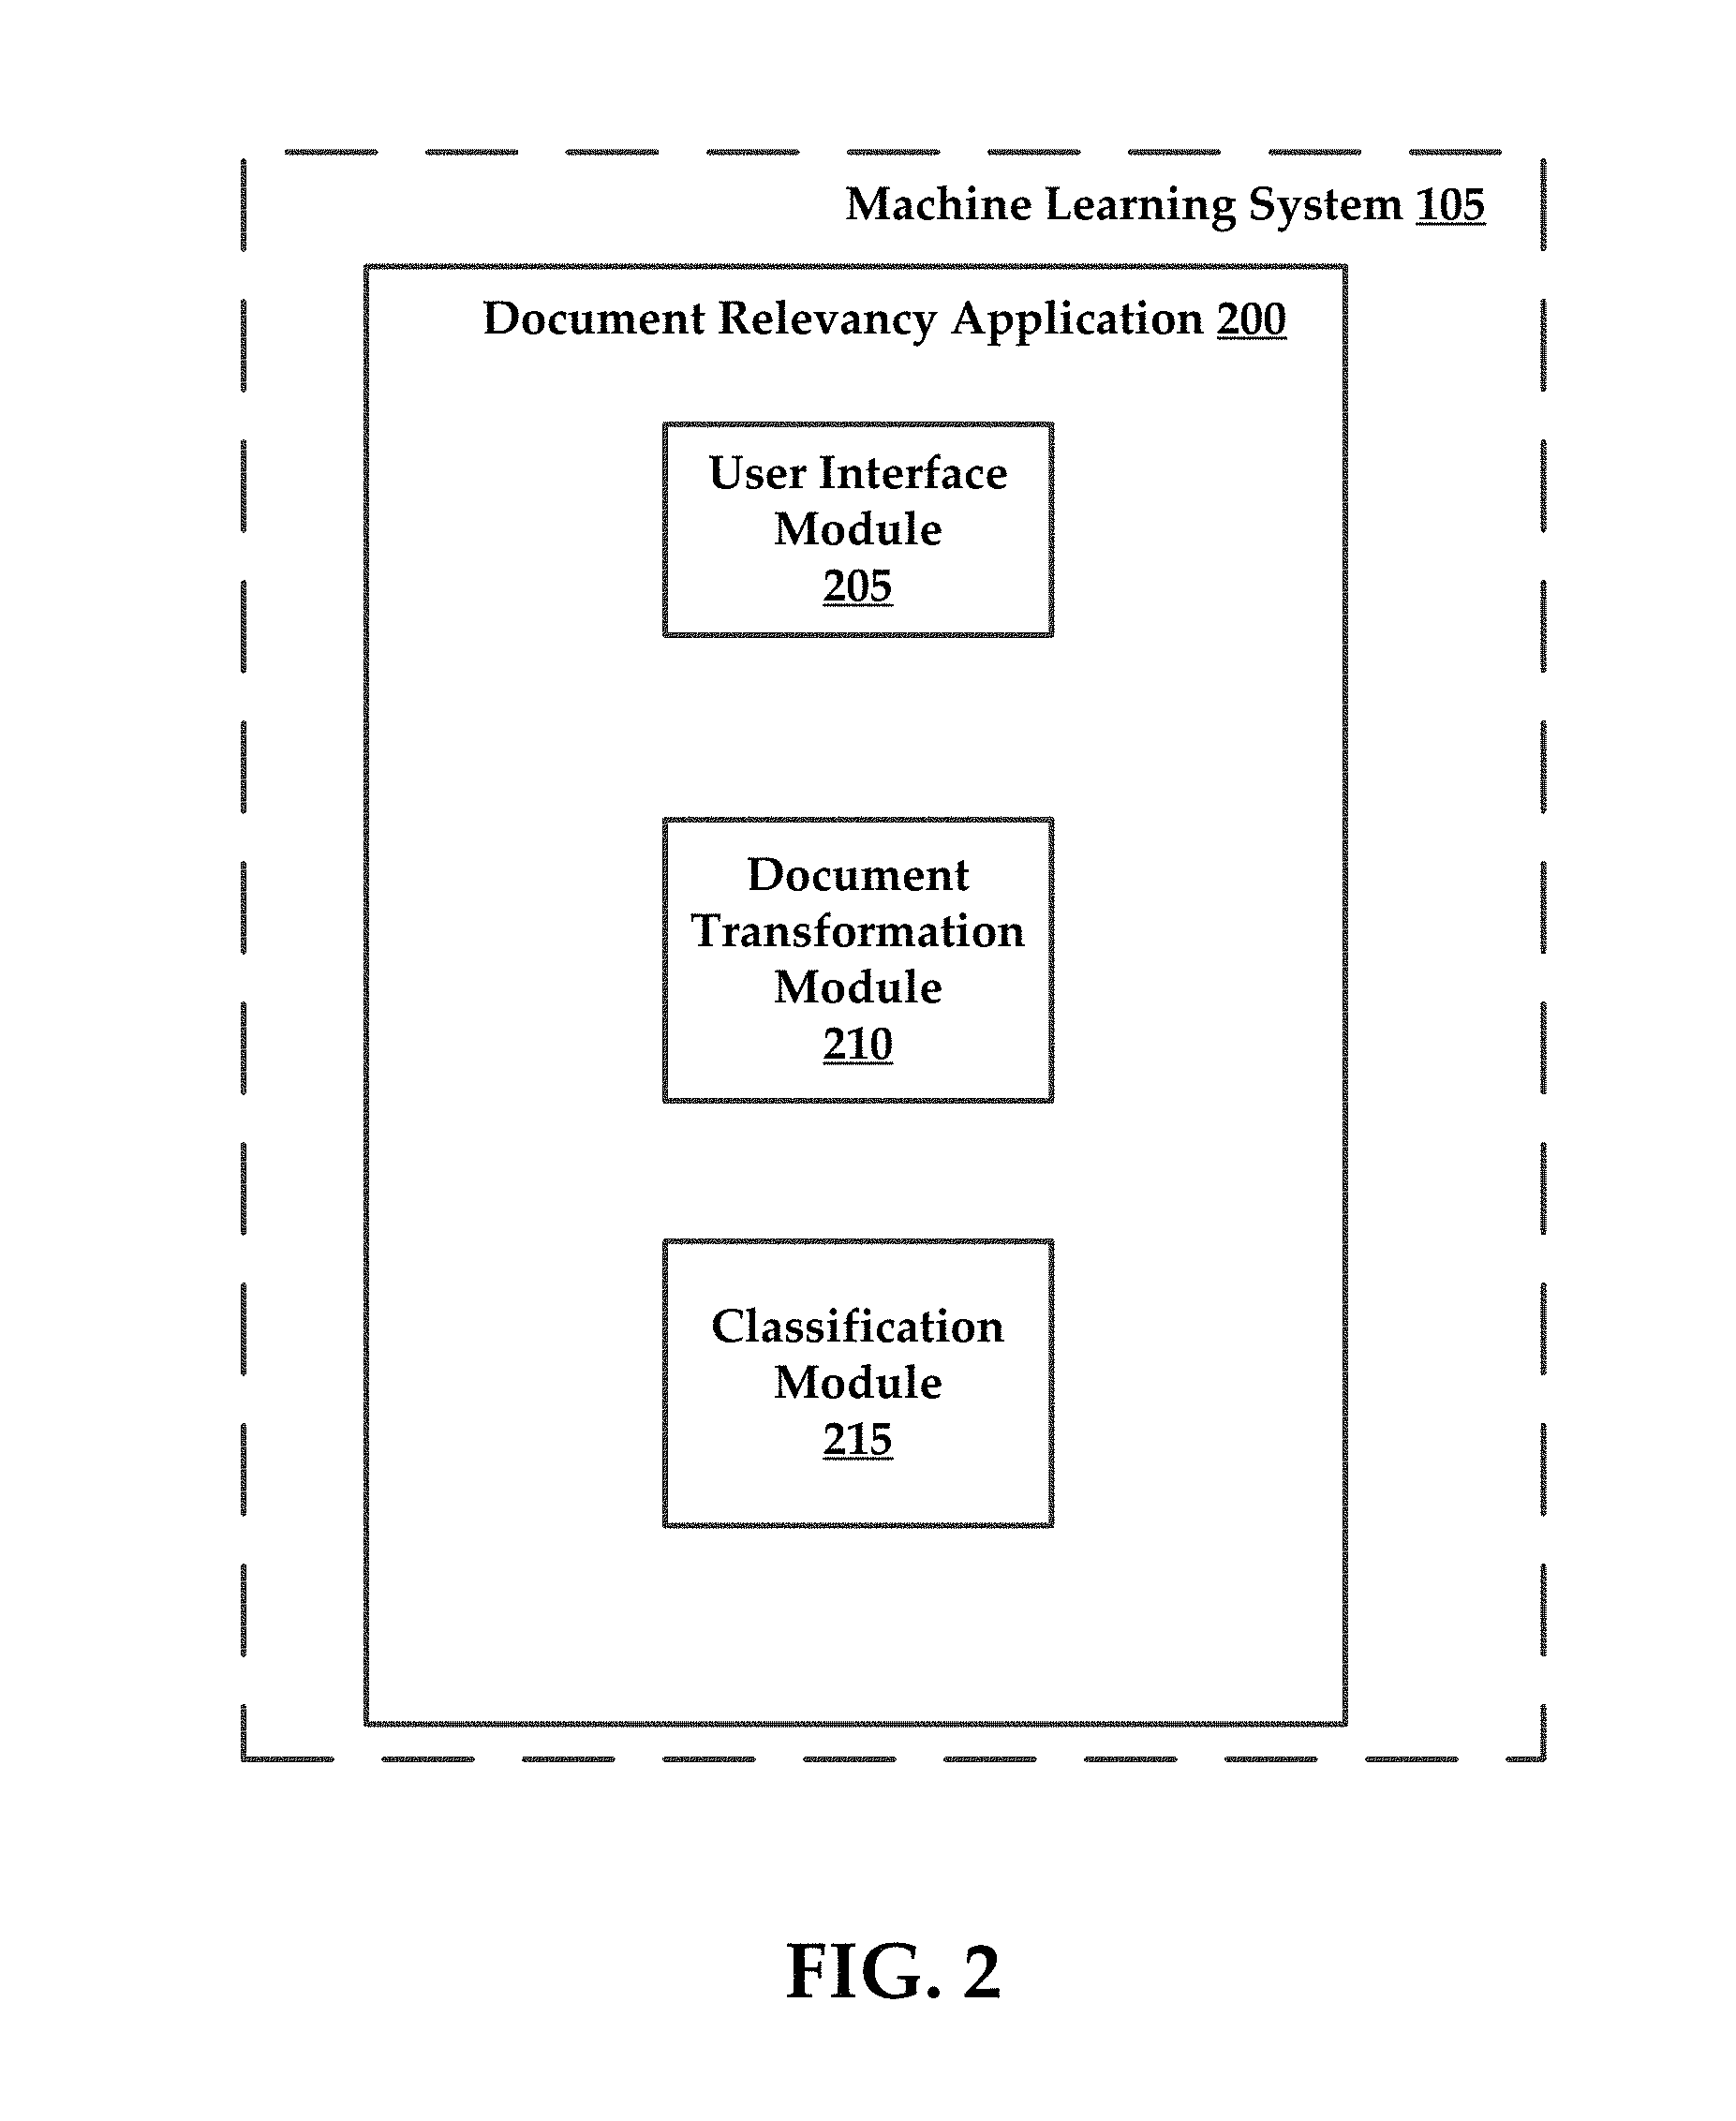 Machine Learning System 105
Document Relevancy Application 200
User Interface
Module
205
Document
Transformation
Module
210
Classification
Module
215
FIG. 2